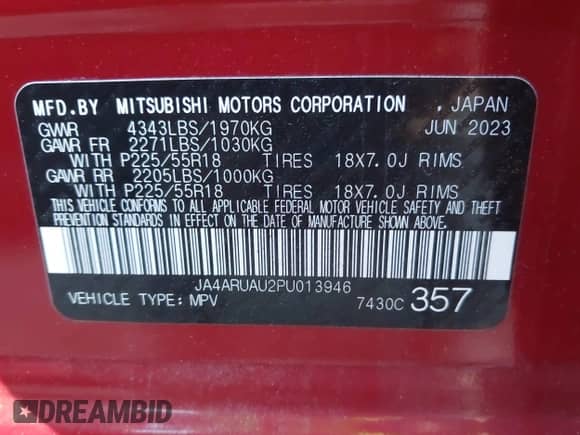 MFD.BY MITSUBISHI MOTORS CORPORATION , JAPAN
GVWR 4343LBS/1970KG JUN 2023
GAWR FR 2271LBS/1030KG
WITH P225/55R18 TIRES 18X7.0J RIMS
GAWR RR 2205LBS/1000KG
WITH P225/55R18 TIRES 18X7.0J RIMS
THIS VEHICLE CONFORMS TO ALL APPLICABLE FEDERAL MOTOR VEHICLE SAFETY AND THEFT
PREVENTION STANDARDS IN EFFECT ON THE DATE OF MANUFACTURE SHOWN ABOVE.
JA4ARUAU2PU013946
VEHICLE TYPE: MPV 7430C 357
DREAMBID